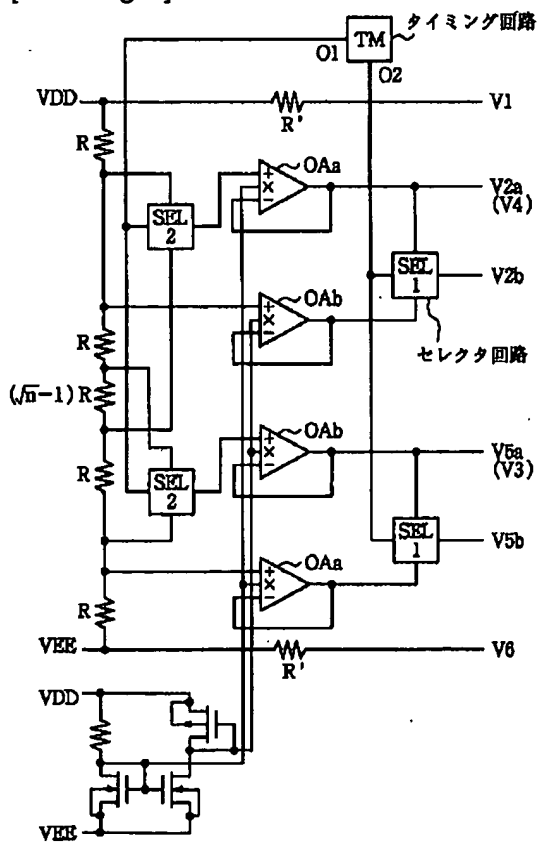 タイミング回路
TM
O1
O2
VDD
R'
V1
R
OAa
+
×
−
V2a
(V4)
SEL
2
SEL
1
V2b
OAb
+
×
−
セレクタ回路
R
(√n-1) R
OAb
+
×
−
V5a
(V3)
R
SEL
2
SEL
1
V5b
OAa
+
×
−
R
VEE
R'
V6
VDD
VEE